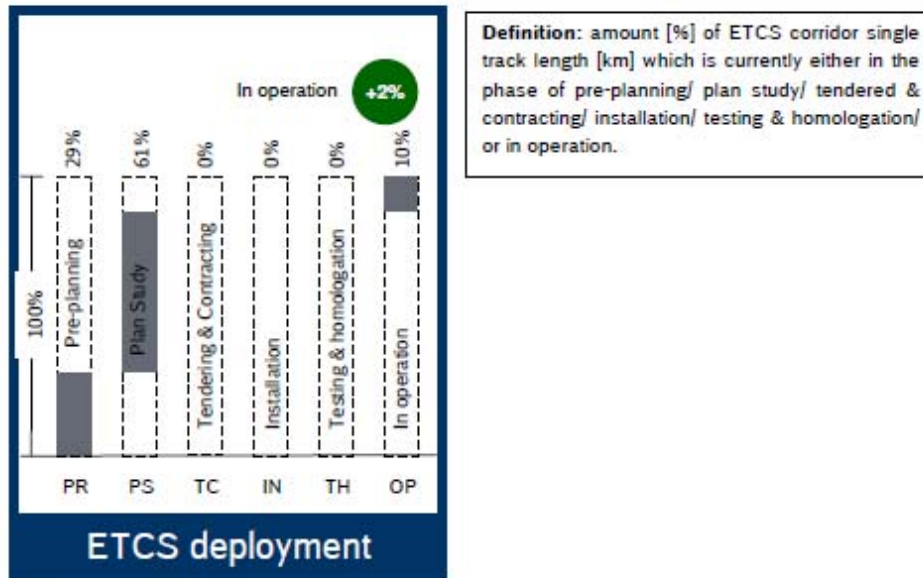 In operation
+2%
29%
61%
0%
0%
0%
10%
100%
Pre-planning
Plan Study
Tendering & Contracting
Installation
Testing & homologation
In operation
PR
PS
TC
IN
TH
OP
ETCS deployment
Definition: amount [%] of ETCS corridor single
track length [km] which is currently either in the
phase of pre-planning/ plan study/ tendered &
contracting/ installation/ testing & homologation/
or in operation.